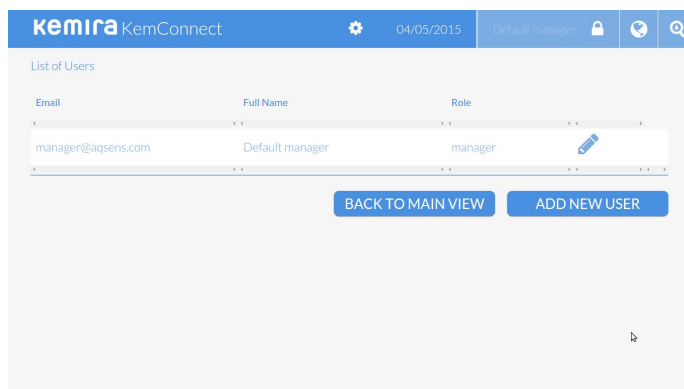 kemira KemConnect 04/05/2015 Default manager
List of Users
Email Full Name Role
manager@aqsens.com Default manager manager
BACK TO MAIN VIEW ADD NEW USER